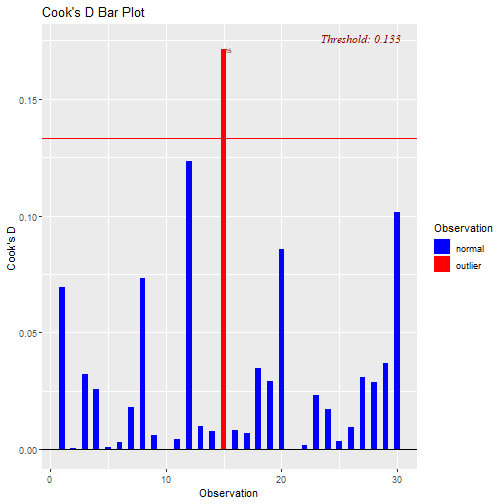 Cook's D Bar Plot
Threshold: 0.133
15
0.15
0.10
0.05
0.00
Cook's D
0
10
20
30
Observation
Observation
normal
outlier